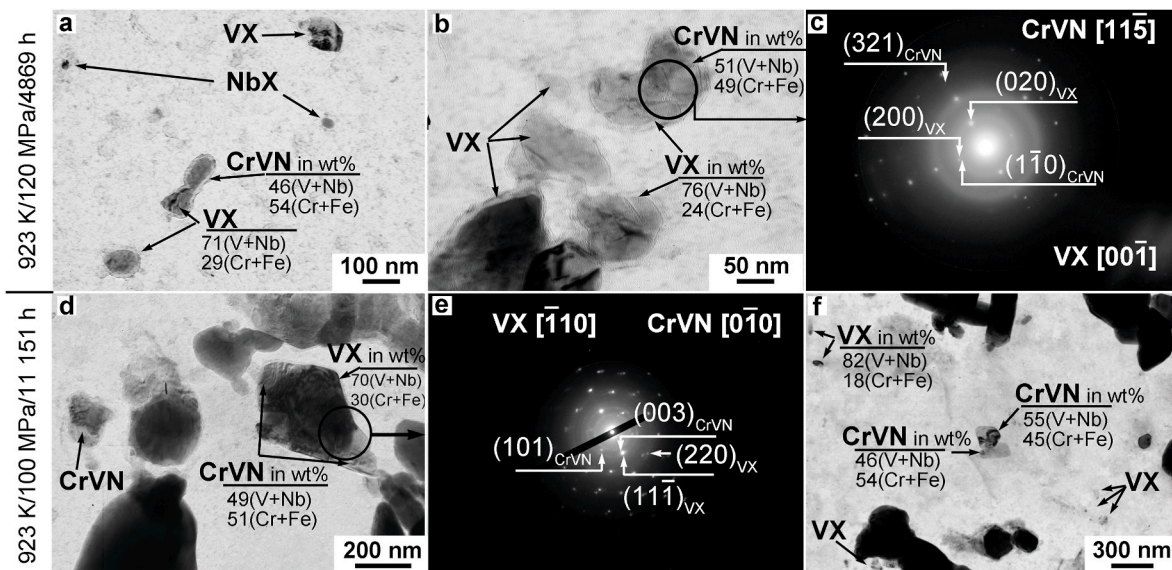 923 K/120 MPa/4869 h
a
VX
NbX
CrVN in wt%
46(V+Nb)
54(Cr+Fe)
VX
71(V+Nb)
29(Cr+Fe)
100 nm
b
CrVN in wt%
51(V+Nb)
49(Cr+Fe)
VX
VX in wt%
76(V+Nb)
24(Cr+Fe)
50 nm
c
CrVN [115̄]
(321)CrVN
(020)VX
(200)VX
(11̄0)CrVN
VX [001̄]
923 K/100 MPa/11 151 h
d
VX in wt%
70(V+Nb)
30(Cr+Fe)
CrVN
CrVN in wt%
49(V+Nb)
51(Cr+Fe)
200 nm
e
VX [1̄10]
CrVN [01̄0]
(003)CrVN
(101)CrVN
(220)VX
(111̄)VX
f
VX in wt%
82(V+Nb)
18(Cr+Fe)
CrVN in wt%
55(V+Nb)
45(Cr+Fe)
CrVN in wt%
46(V+Nb)
54(Cr+Fe)
VX
VX
300 nm